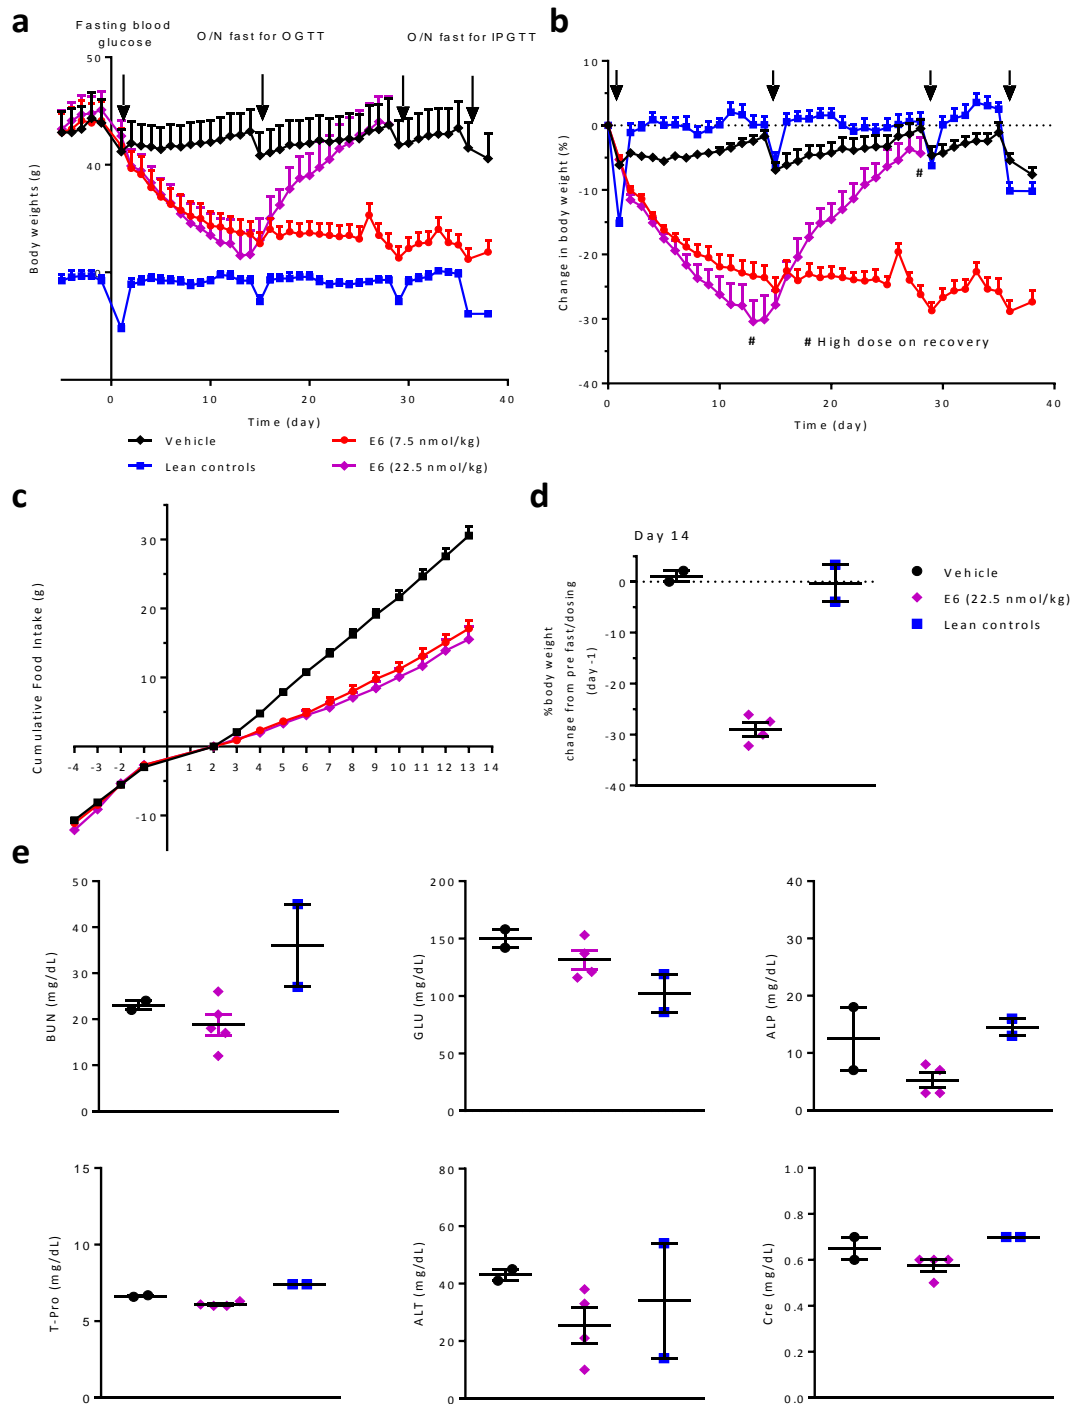 a
Fasting blood
glucose
O/N fast for OGTT
O/N fast for IPGTT
50
40
Body weights (g)
0
10
20
30
40
Time (day)
b
10
0
-10
-20
-30
-40
Change in body weight (%)
#
#
# High dose on recovery
0
10
20
30
40
Time (day)
Vehicle
Lean controls
E6 (7.5 nmol/kg)
E6 (22.5 nmol/kg)
c
30
20
10
-10
Cumulative Food Intake (g)
-4 -3 -2 -1 1 2 3 4 5 6 7 8 9 10 11 12 13 14
d
Day 14
0
-10
-20
-30
-40
%body weight
change from pre fast/dosing
(day -1)
Vehicle
E6 (22.5 nmol/kg)
Lean controls
e
50
40
30
20
10
0
BUN (mg/dL)
200
150
100
50
0
GLU (mg/dL)
40
30
20
10
0
ALP (mg/dL)
15
10
5
0
T-Pro (mg/dL)
80
60
40
20
0
ALT (mg/dL)
1.0
0.8
0.6
0.4
0.2
0.0
Cre (mg/dL)